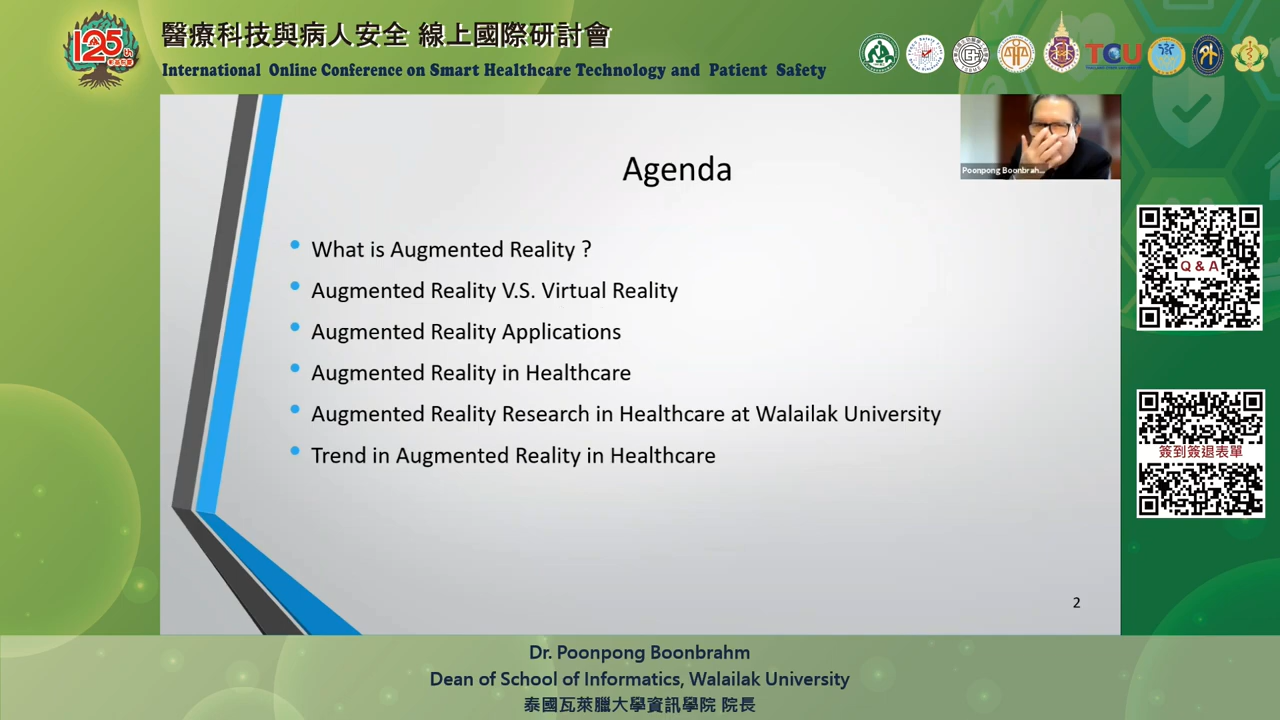 125
醫療科技與病人安全 線上國際研討會
International Online Conference on Smart Healthcare Technology and Patient Safety
TCU
Agenda
Poonpong Boonbrah...
• What is Augmented Reality ?
• Augmented Reality V.S. Virtual Reality
• Augmented Reality Applications
• Augmented Reality in Healthcare
• Augmented Reality Research in Healthcare at Walailak University
• Trend in Augmented Reality in Healthcare
2
Q & A
簽到簽退表單
Dr. Poonpong Boonbrahm
Dean of School of Informatics, Walailak University
泰國瓦萊臘大學資訊學院 院長